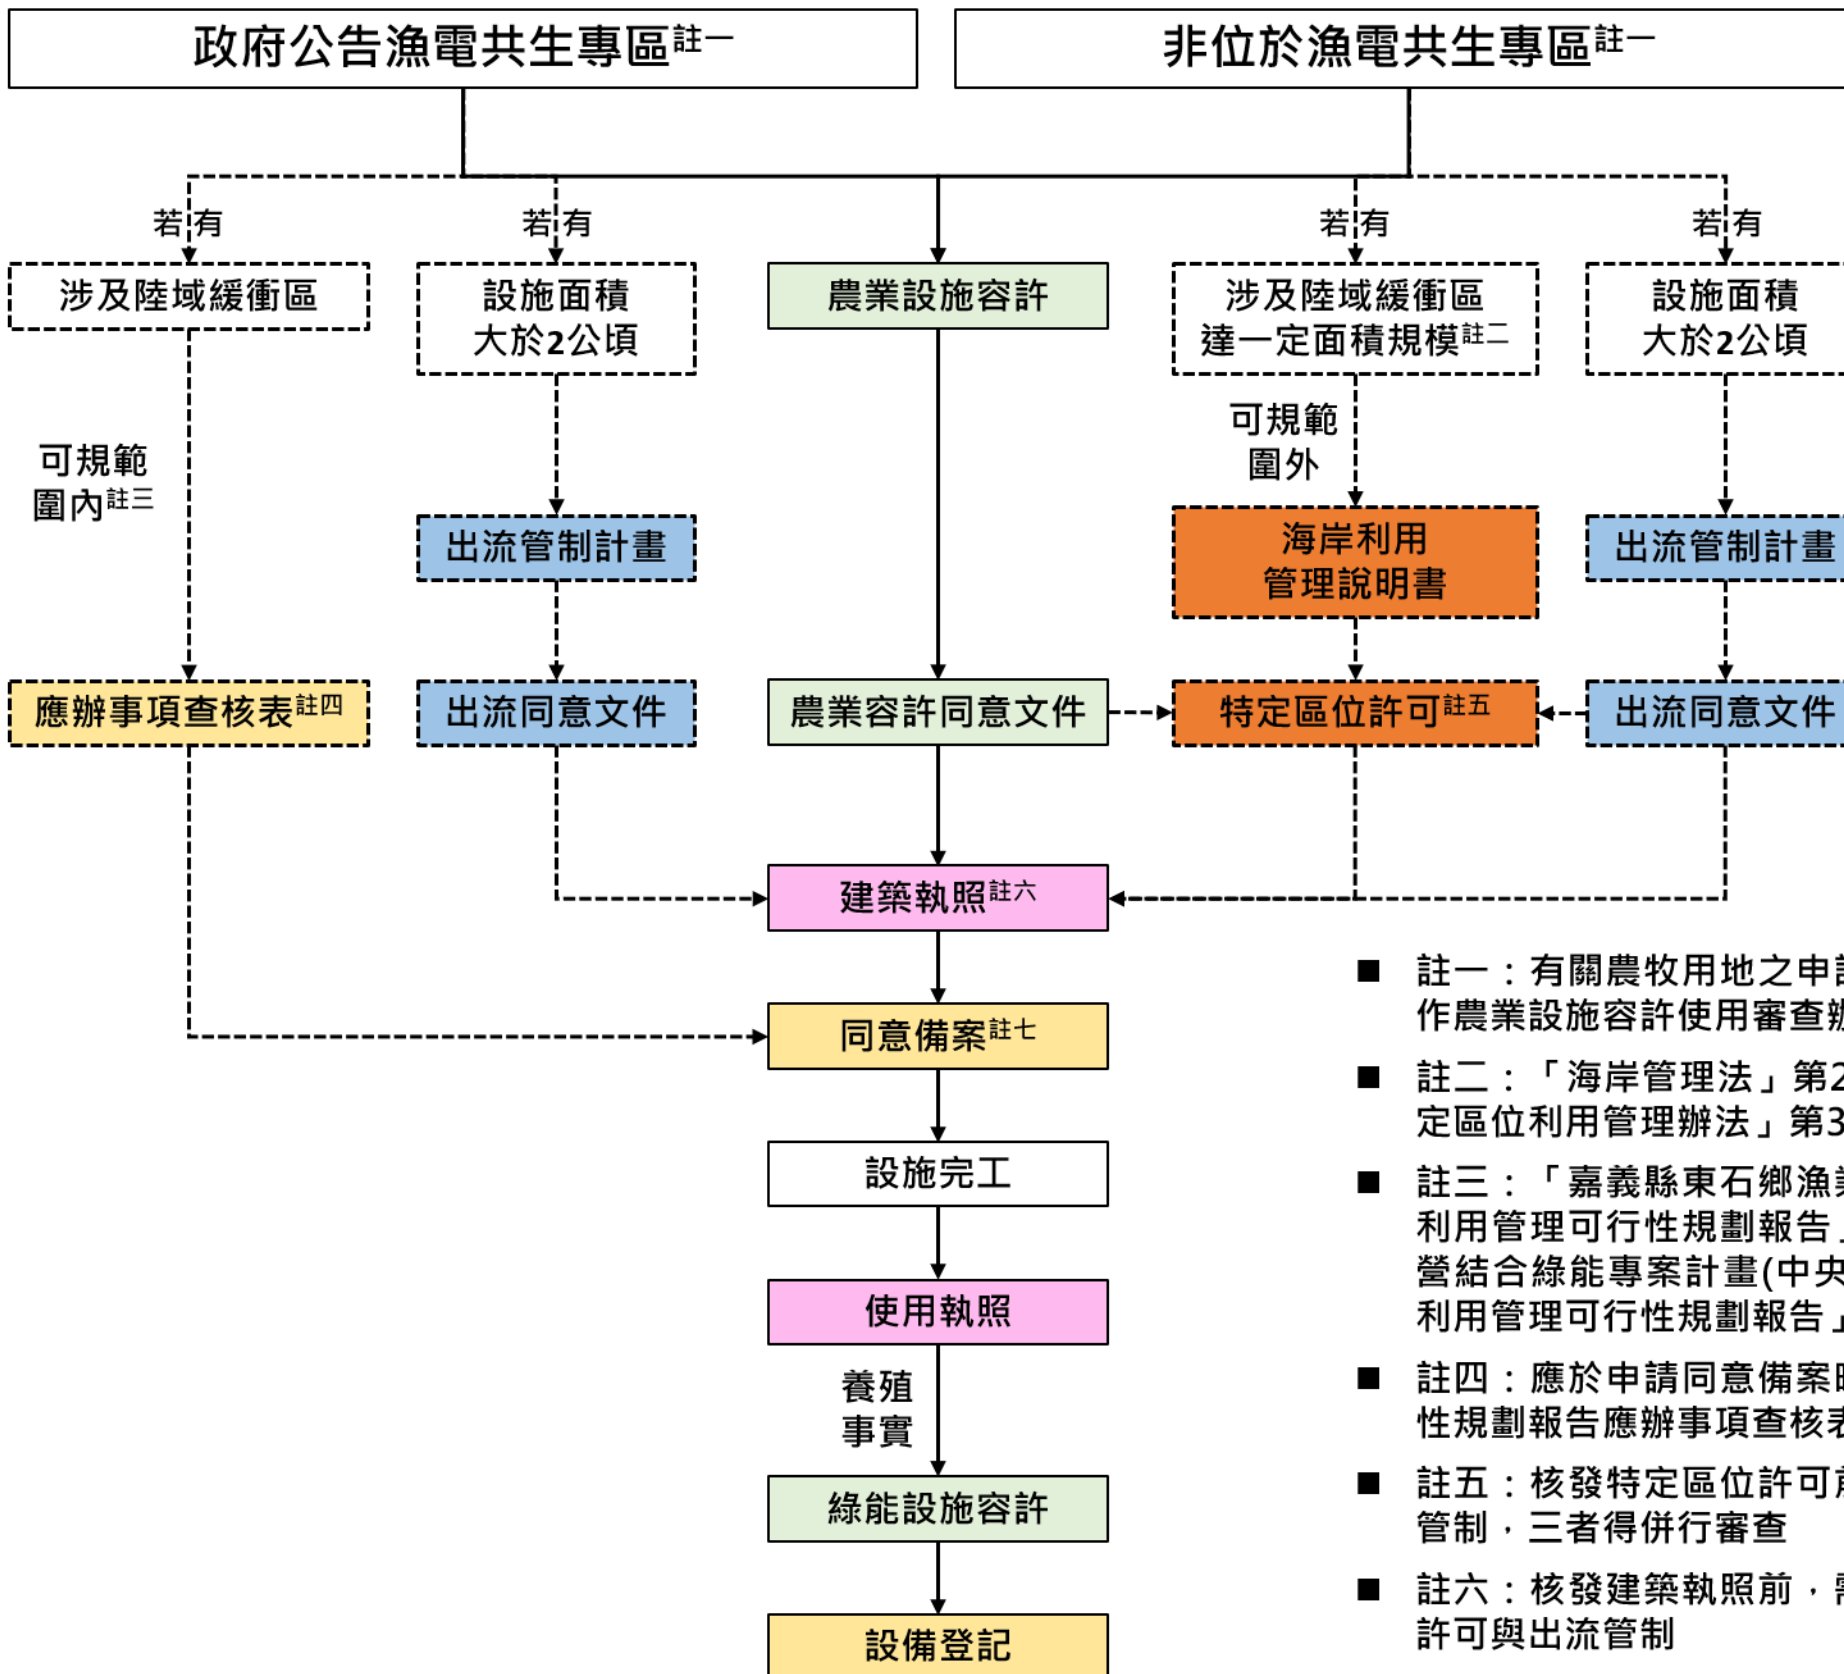 政府公告漁電共生專區註一
非位於漁電共生專區註一
若有
若有
若有
若有
涉及陸域緩衝區
設施面積
大於2公頃
農業設施容許
涉及陸域緩衝區
達一定面積規模註二
設施面積
大於2公頃
可規範
圍內註三
可規範
圍外
出流管制計畫
海岸利用
管理說明書
出流管制計畫
應辦事項查核表註四
出流同意文件
農業容許同意文件
特定區位許可註五
出流同意文件
建築執照註六
同意備案註七
設施完工
使用執照
養殖
事實
綠能設施容許
設備登記
■ 註一：有關農牧用地之申
作農業設施容許使用審查
■ 註二：「海岸管理法」第2
定區位利用管理辦法」第3
■ 註三：「嘉義縣東石鄉漁
利用管理可行性規劃報告」
營結合綠能專案計畫(中央
利用管理可行性規劃報告」
■ 註四：應於申請同意備案
性規劃報告應辦事項查核表
■ 註五：核發特定區位許可
管制，三者得併行審查
■ 註六：核發建築執照前，
許可與出流管制